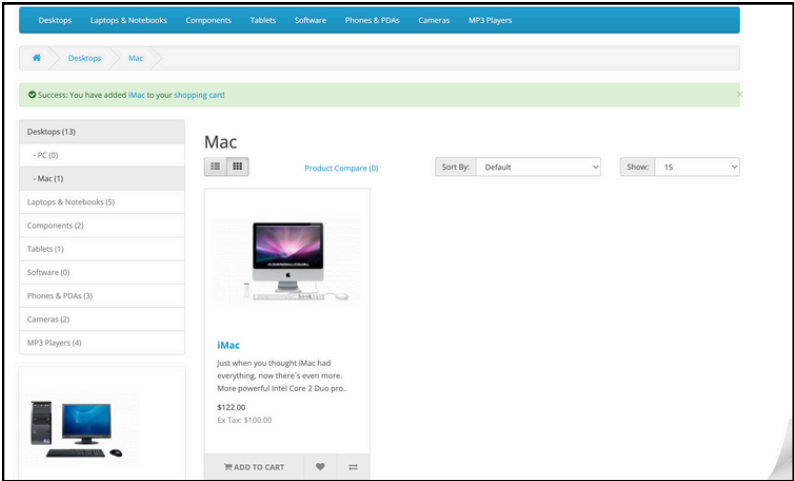 Desktops Laptops & Notebooks Components Tablets Software Phones & PDAs Cameras MP3 Players
Desktops Mac
Success: You have added iMac to your shopping cart!
×
Desktops (13)
- PC (0)
- Mac (1)
Laptops & Notebooks (5)
Components (2)
Tablets (1)
Software (0)
Phones & PDAs (3)
Cameras (2)
MP3 Players (4)
Mac
Product Compare (0) Sort By: Default Show: 15
iMac
Just when you thought iMac had
everything, now there´s even more.
More powerful Intel Core 2 Duo pro..
$122.00
Ex Tax: $100.00
ADD TO CART